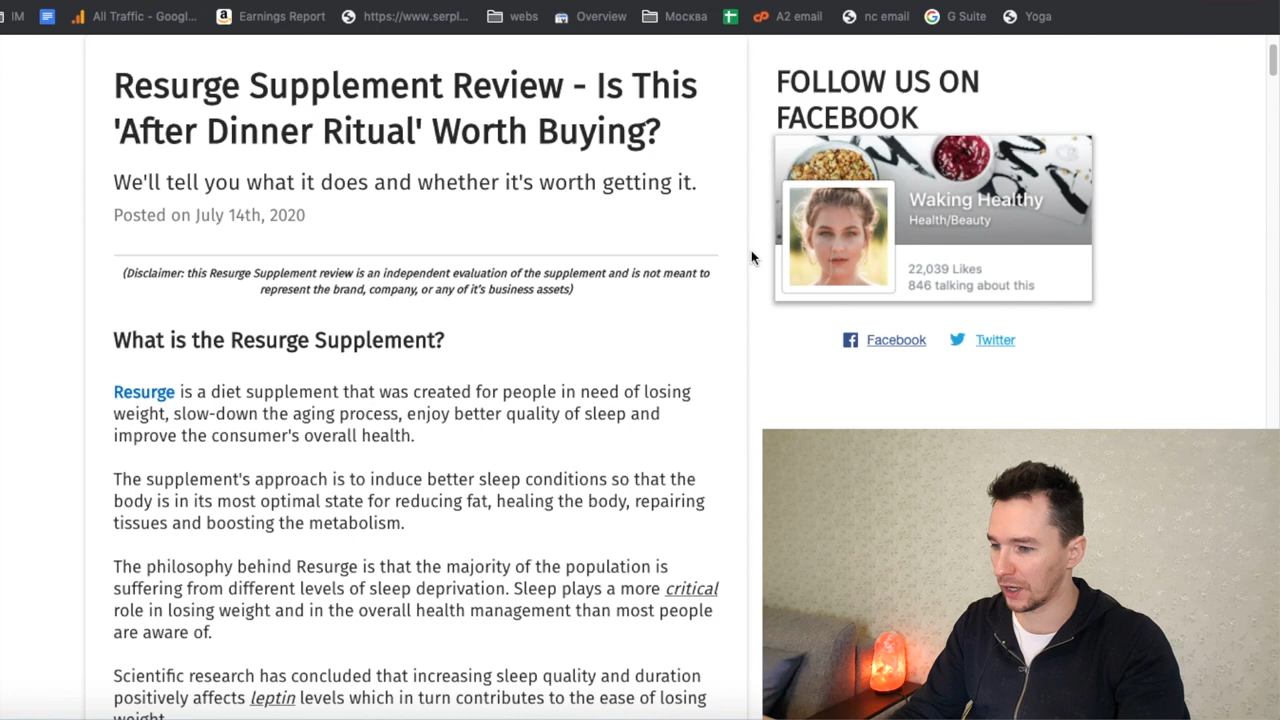 IM
All Traffic - Googl...
Earnings Report
https://www.serpl...
webs
Overview
Москва
A2 email
nc email
G Suite
Yoga
Resurge Supplement Review - Is This
'After Dinner Ritual' Worth Buying?
We'll tell you what it does and whether it's worth getting it.
Posted on July 14th, 2020
(Disclaimer: this Resurge Supplement review is an independent evaluation of the supplement and is not meant to
represent the brand, company, or any of it's business assets)
What is the Resurge Supplement?
Resurge is a diet supplement that was created for people in need of losing
weight, slow-down the aging process, enjoy better quality of sleep and
improve the consumer's overall health.
The supplement's approach is to induce better sleep conditions so that the
body is in its most optimal state for reducing fat, healing the body, repairing
tissues and boosting the metabolism.
The philosophy behind Resurge is that the majority of the population is
suffering from different levels of sleep deprivation. Sleep plays a more critical
role in losing weight and in the overall health management than most people
are aware of.
Scientific research has concluded that increasing sleep quality and duration
positively affects leptin levels which in turn contributes to the ease of losing
weight.
FOLLOW US ON
FACEBOOK
Waking Healthy
Health/Beauty
22,039 Likes
846 talking about this
Facebook
Twitter